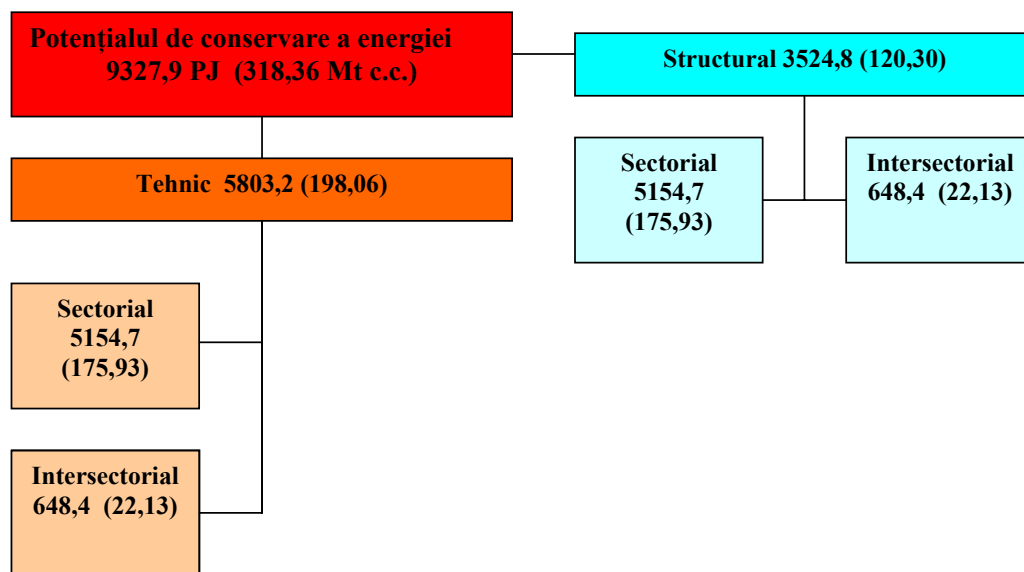 Potențialul de conservare a energiei
9327,9 PJ (318,36 Mt c.c.)
Structural 3524,8 (120,30)
Tehnic 5803,2 (198,06)
Sectorial
5154,7
(175,93)
Intersectorial
648,4 (22,13)
Sectorial
5154,7
(175,93)
Intersectorial
648,4 (22,13)